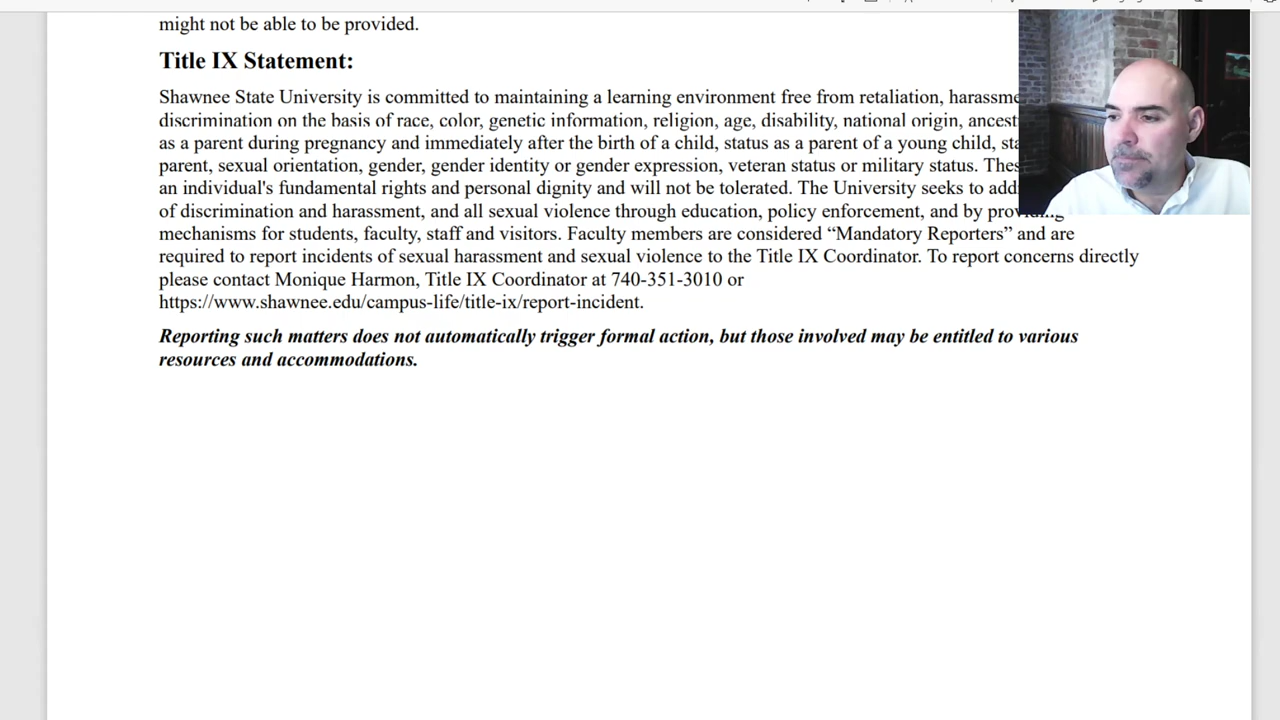 might not be able to be provided.
Title IX Statement:
Shawnee State University is committed to maintaining a learning environment free from retaliation,
discrimination on the basis of race, color, genetic information, religion, age, disability, national origin,
as a parent during pregnancy and immediately after the birth of a child, status as a parent of a young child,
parent, sexual orientation, gender, gender identity or gender expression, veteran status or military status.
an individual's fundamental rights and personal dignity and will not be tolerated. The University seeks to
of discrimination and harassment, and all sexual violence through education, policy enforcement, and by providing
mechanisms for students, faculty, staff and visitors. Faculty members are considered “Mandatory Reporters” and are
required to report incidents of sexual harassment and sexual violence to the Title IX Coordinator. To report concerns directly
please contact Monique Harmon, Title IX Coordinator at 740-351-3010 or
https://www.shawnee.edu/campus-life/title-ix/report-incident.
Reporting such matters does not automatically trigger formal action, but those involved may be entitled to various
resources and accommodations.